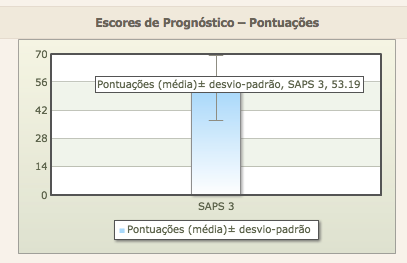 Escores de Prognóstico – Pontuações
70
Pontuações (média)± desvio-padrão, SAPS 3, 53.19
56
42
28
14
0
SAPS 3
Pontuações (média)± desvio-padrão